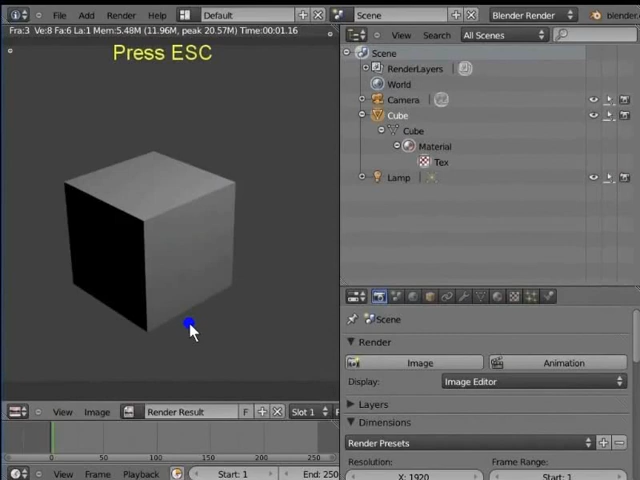 File Add Render Help Default Scene Blender Render blender
Fra:3 Ve:8 Fa:6 La:1 Mem:5.48M (11.96M, peak 20.57M) Time:00:01.16
Press ESC
View Search All Scenes
Scene
RenderLayers
World
Camera
Cube
Cube
Material
Tex
Lamp
Scene
Render
Image Animation
Display: Image Editor
Layers
Dimensions
Render Presets
Resolution: Frame Range:
X: 1920 Start: 1
View Image Render Result F Slot 1
0 50 100 150 200 250
View Frame Playback Start: 1 End: 250